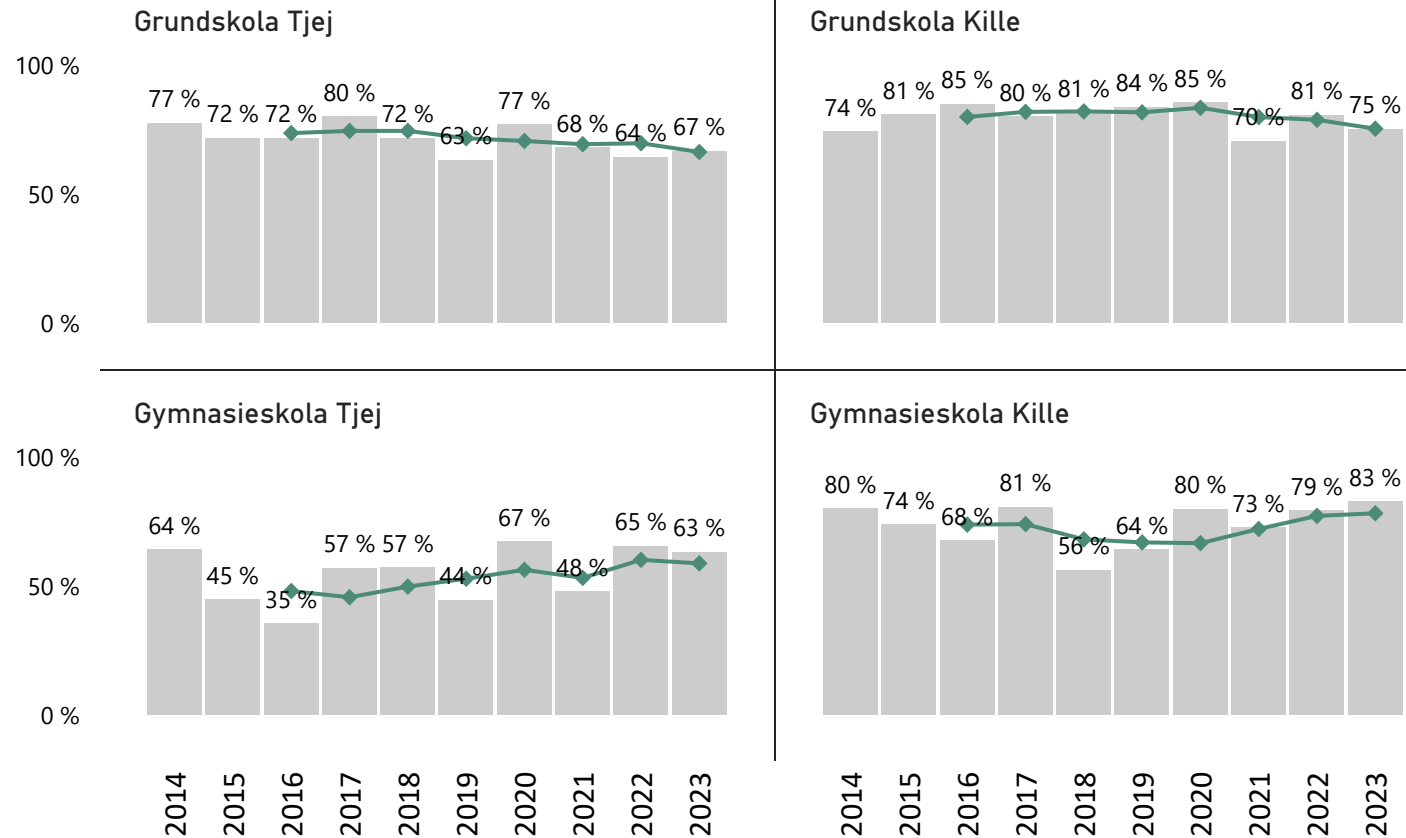 Grundskola Tjej
100 %
50 %
0 %
77 % 72 % 72 % 80 % 72 % 63 % 77 % 68 % 64 % 67 %
Grundskola Kille
74 % 81 % 85 % 80 % 81 % 84 % 85 % 70 % 81 % 75 %
Gymnasieskola Tjej
100 %
50 %
0 %
64 % 45 % 35 % 57 % 57 % 44 % 67 % 48 % 65 % 63 %
2014 2015 2016 2017 2018 2019 2020 2021 2022 2023
Gymnasieskola Kille
80 % 74 % 68 % 81 % 56 % 64 % 80 % 73 % 79 % 83 %
2014 2015 2016 2017 2018 2019 2020 2021 2022 2023